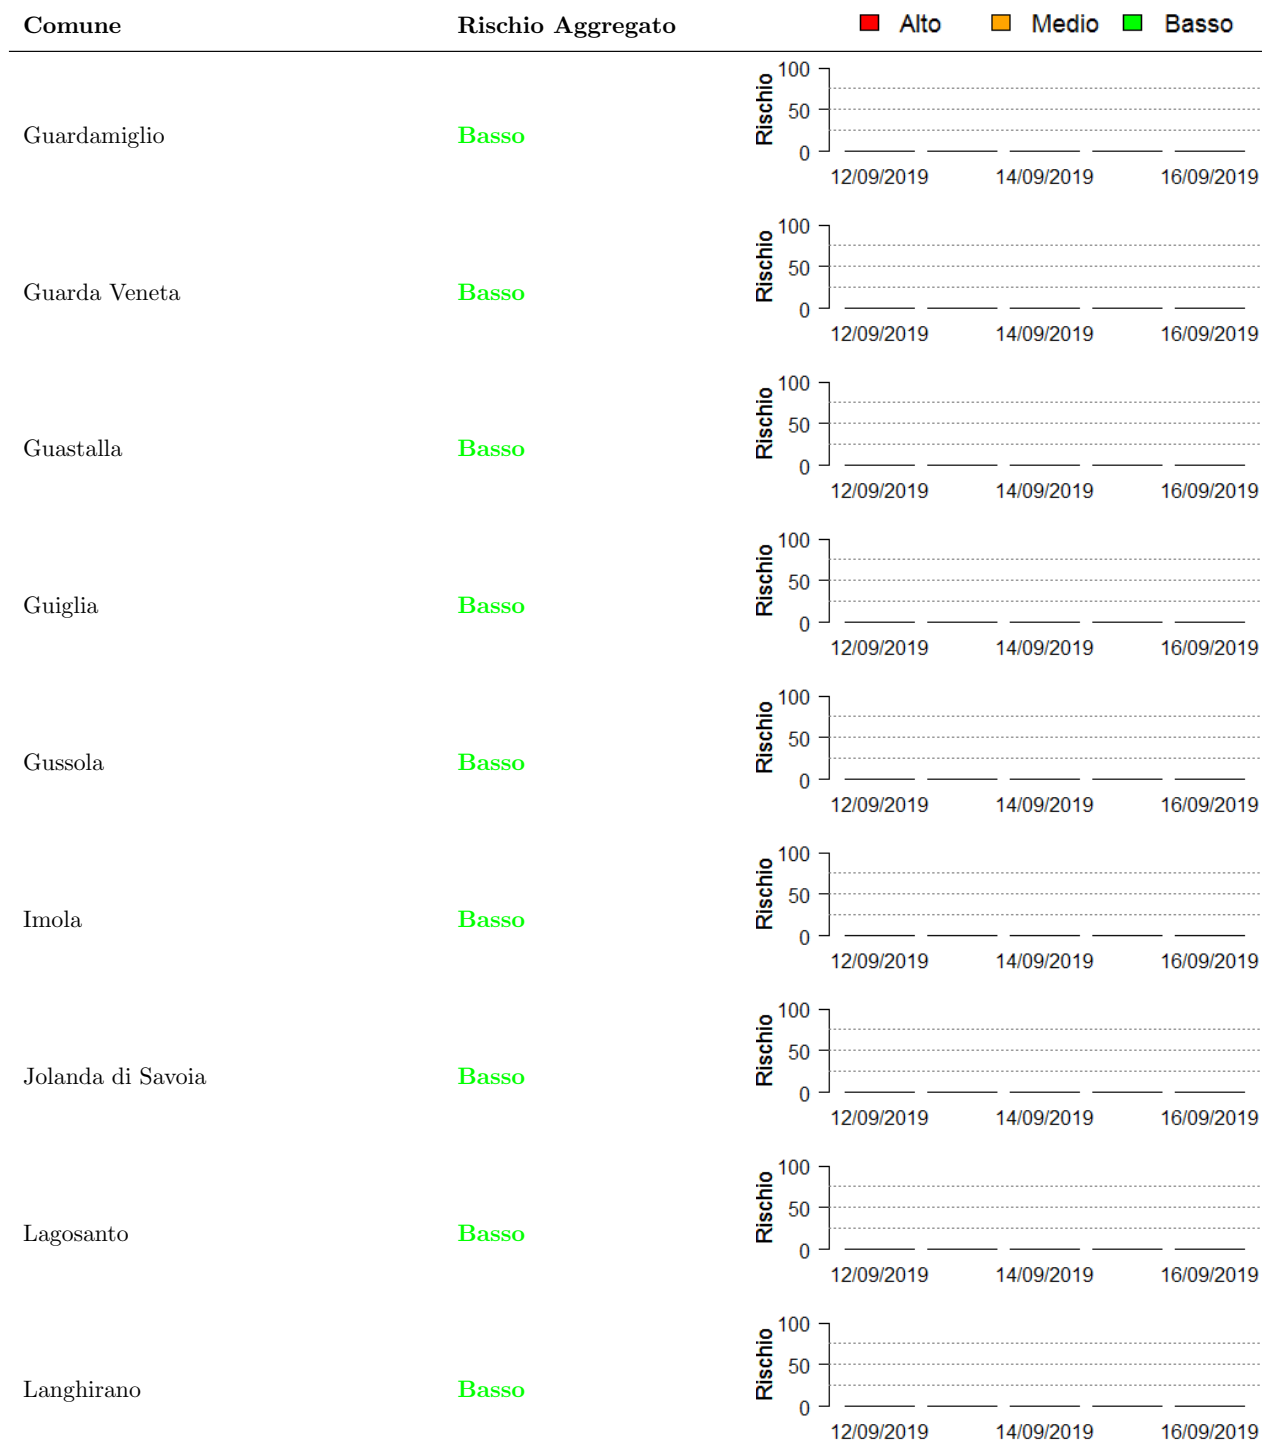 Comune Rischio Aggregato Alto Medio Basso
100
50
0
Rischio
Guardamiglio Basso
12/09/2019 14/09/2019 16/09/2019
100
50
0
Rischio
Guarda Veneta Basso
12/09/2019 14/09/2019 16/09/2019
100
50
0
Rischio
Guastalla Basso
12/09/2019 14/09/2019 16/09/2019
100
50
0
Rischio
Guiglia Basso
12/09/2019 14/09/2019 16/09/2019
100
50
0
Rischio
Gussola Basso
12/09/2019 14/09/2019 16/09/2019
100
50
0
Rischio
Imola Basso
12/09/2019 14/09/2019 16/09/2019
100
50
0
Rischio
Jolanda di Savoia Basso
12/09/2019 14/09/2019 16/09/2019
100
50
0
Rischio
Lagosanto Basso
12/09/2019 14/09/2019 16/09/2019
100
50
0
Rischio
Langhirano Basso
12/09/2019 14/09/2019 16/09/2019